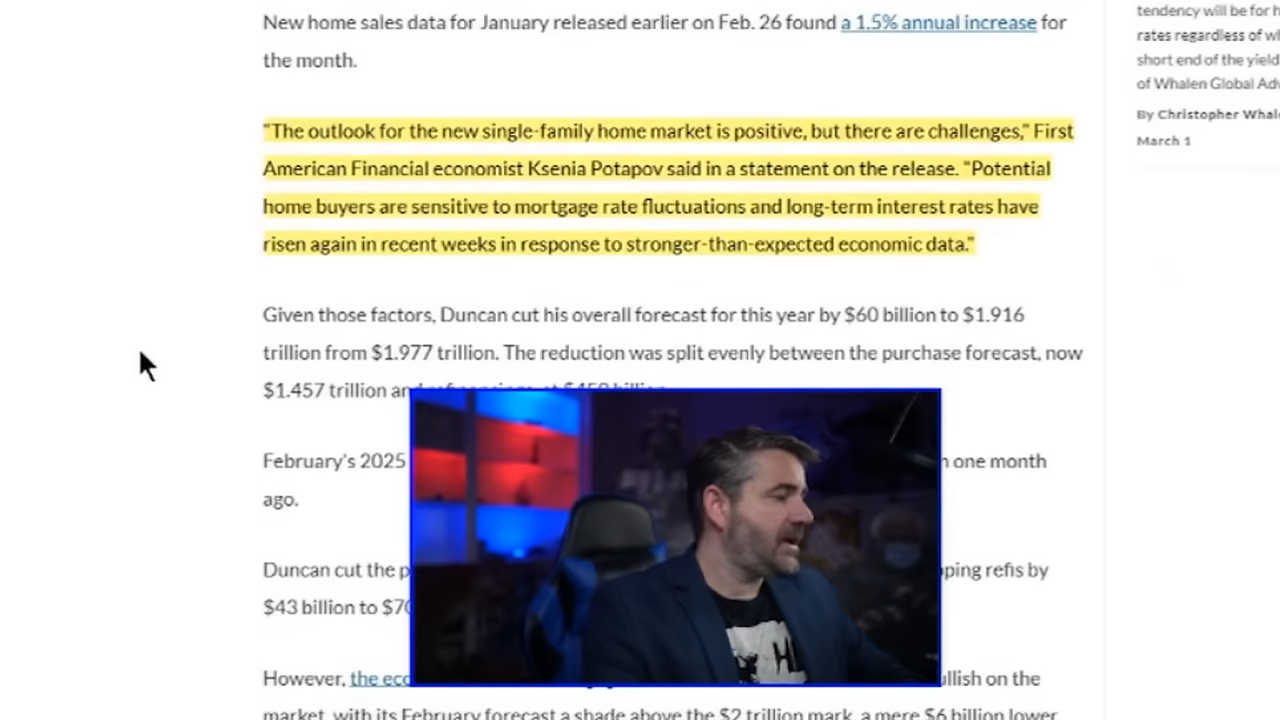 New home sales data for January released earlier on Feb. 26 found a 1.5% annual increase for
the month.
"The outlook for the new single-family home market is positive, but there are challenges," First
American Financial economist Ksenia Potapov said in a statement on the release. "Potential
home buyers are sensitive to mortgage rate fluctuations and long-term interest rates have
risen again in recent weeks in response to stronger-than-expected economic data."
Given those factors, Duncan cut his overall forecast for this year by $60 billion to $1.916
trillion from $1.977 trillion. The reduction was split evenly between the purchase forecast, now
$1.457 trillion and refinancings, at $459 billion.
February's 2025 one month
ago.
Duncan cut the refis by
$43 billion to
However, the on the
market, with its February forecast a shade above the $2 trillion mark, a mere $6 billion lower
tendency will be for
rates regardless of
short end of the yield
of Whalen Global
By Christopher
March 1